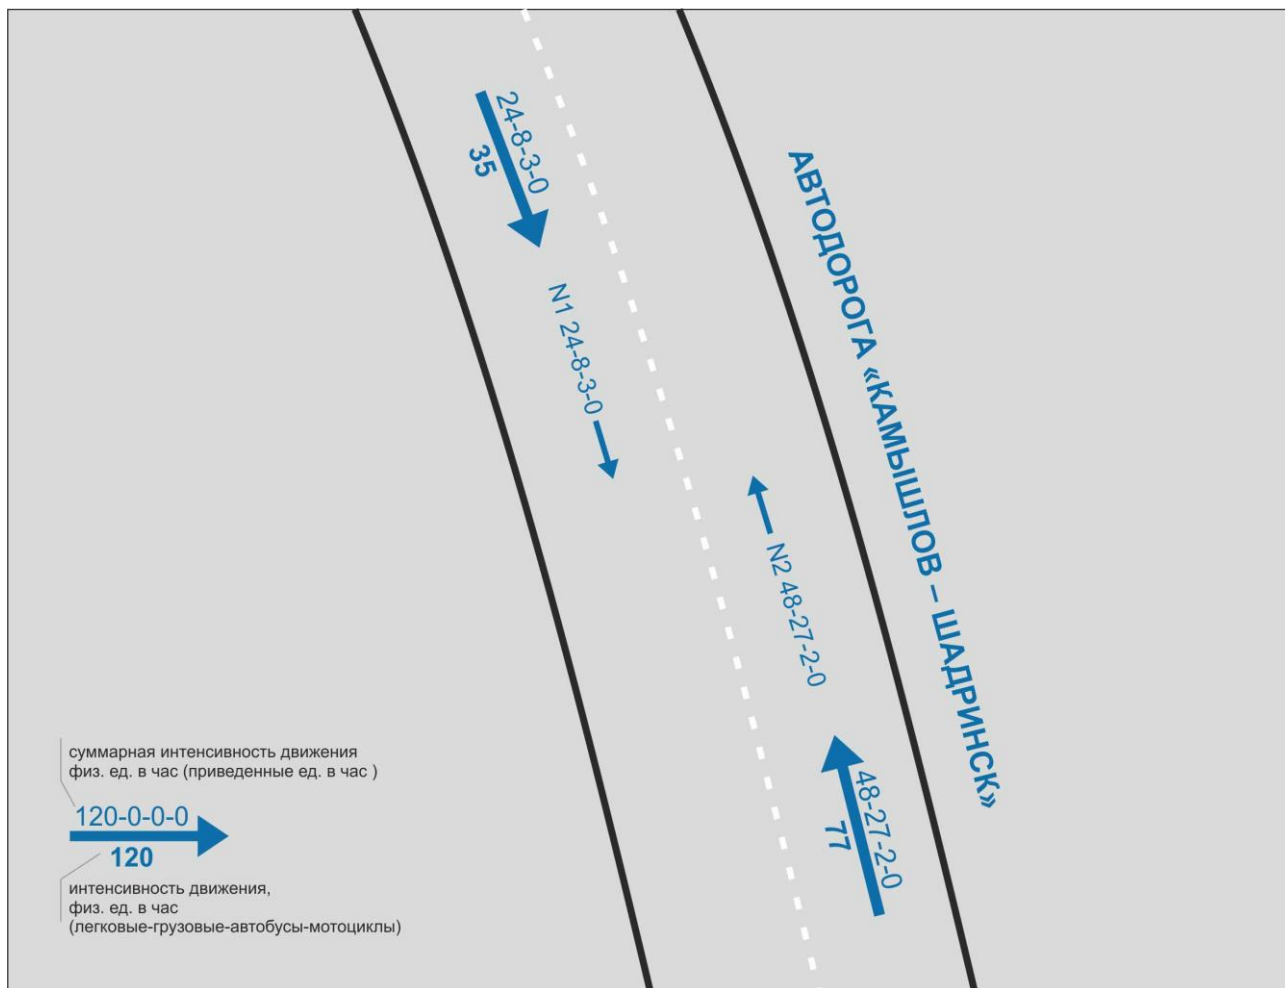 24-8-3-0
35
N1 24-8-3-0
АВТОДОРОГА «КАМЫШЛОВ – ШАДРИНСК»
N2 48-27-2-0
48-27-2-0
77
суммарная интенсивность движения
физ. ед. в час (приведенные ед. в час )
120-0-0-0
120
интенсивность движения,
физ. ед. в час
(легковые-грузовые-автобусы-мотоциклы)